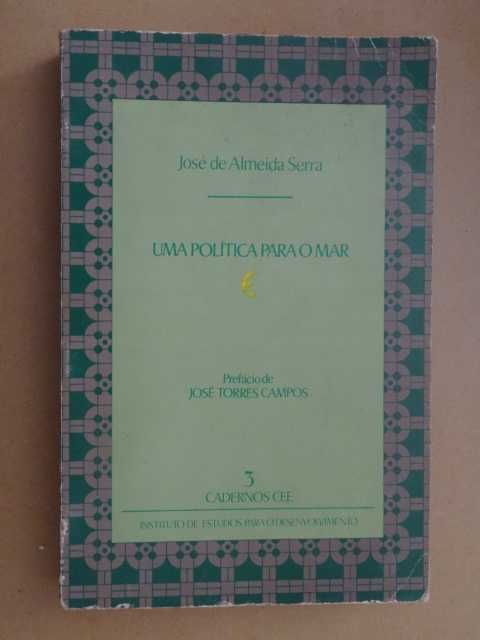 José de Almeida Serra
UMA POLÍTICA PARA O MAR
Prefácio de
JOSÉ TORRES CAMPOS
3
CADERNOS CEE
INSTITUTO DE ESTUDOS PARA O DESENVOLVIMENTO